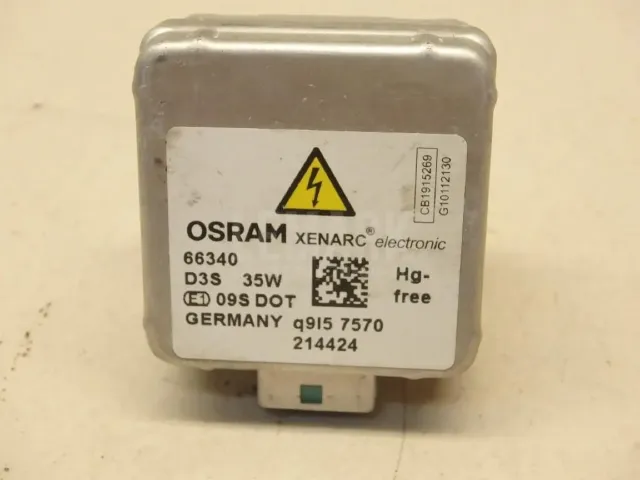 CB1915269
G10112130
OSRAM XENARC® electronic
66340
D3S 35W
Hg-
free
E1 09S DOT
GERMANY q9I5 7570
214424